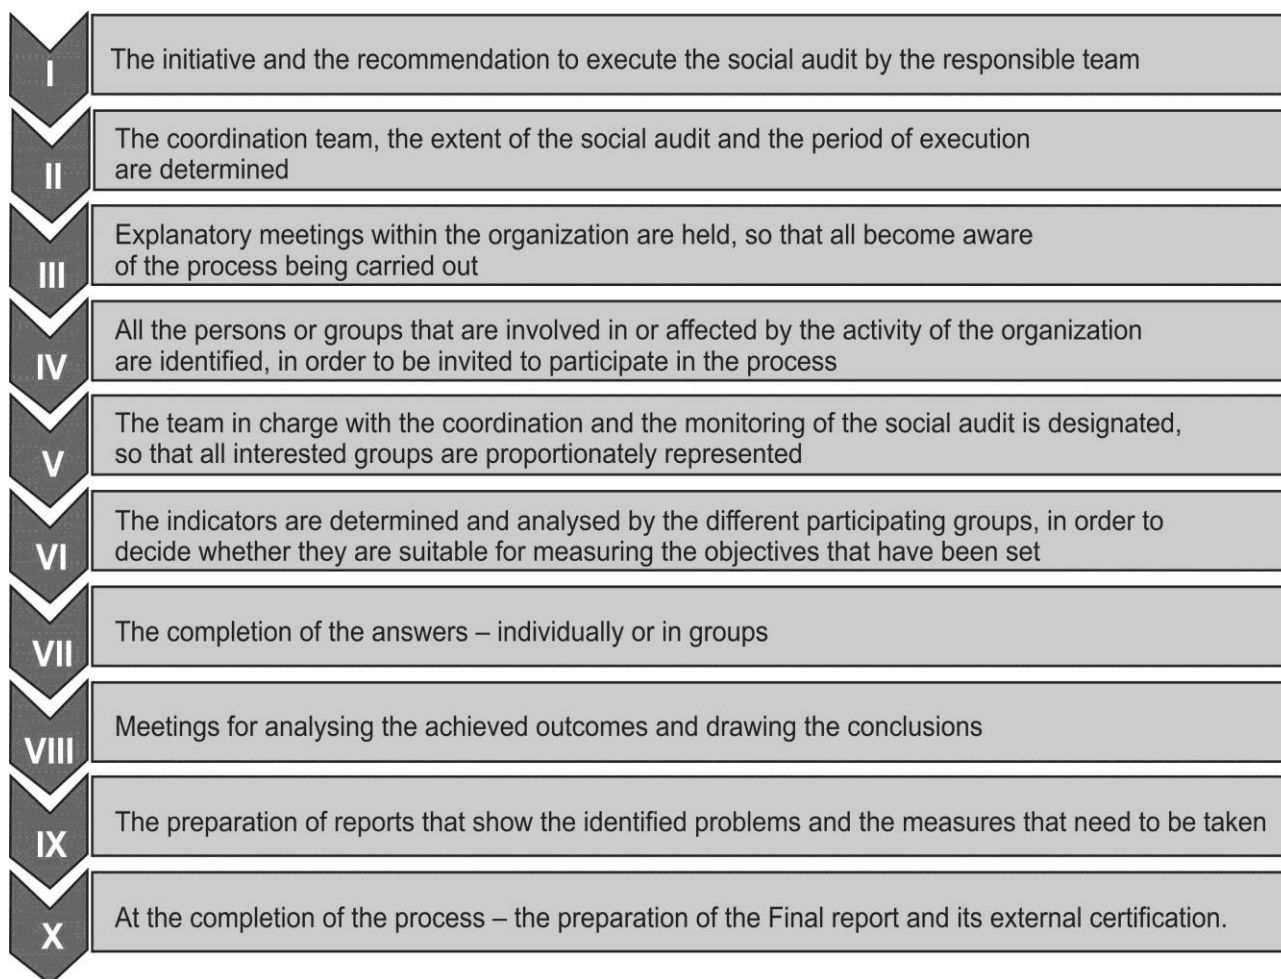 I
The initiative and the recommendation to execute the social audit by the responsible team
II
The coordination team, the extent of the social audit and the period of execution
are determined
III
Explanatory meetings within the organization are held, so that all become aware
of the process being carried out
IV
All the persons or groups that are involved in or affected by the activity of the organization
are identified, in order to be invited to participate in the process
V
The team in charge with the coordination and the monitoring of the social audit is designated,
so that all interested groups are proportionately represented
VI
The indicators are determined and analysed by the different participating groups, in order to
decide whether they are suitable for measuring the objectives that have been set
VII
The completion of the answers – individually or in groups
VIII
Meetings for analysing the achieved outcomes and drawing the conclusions
IX
The preparation of reports that show the identified problems and the measures that need to be taken
X
At the completion of the process – the preparation of the Final report and its external certification.